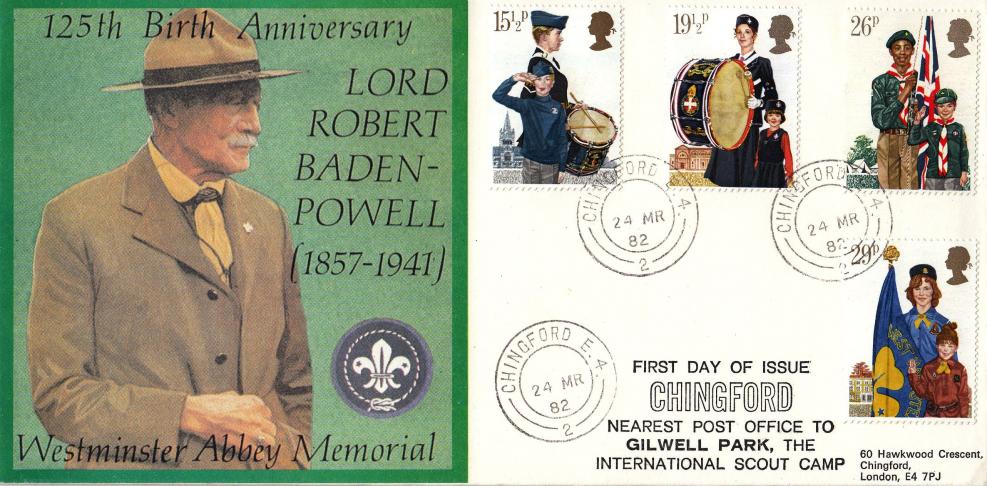 125th Birth Anniversary
LORD
ROBERT
BADEN-
POWELL
(1857-1941)
Westminster Abbey Memorial
15½P
19½P
26P
29P
CHINGFORD E.4.
24 MR
82
2
CHINGFORD E.4.
24 MR
82
2
CHINGFORD E.4.
24 MR
82
2
FIRST DAY OF ISSUE
CHINGFORD
NEAREST POST OFFICE TO
GILWELL PARK, THE
INTERNATIONAL SCOUT CAMP
60 Hawkwood Crescent,
Chingford,
London, E4 7PJ